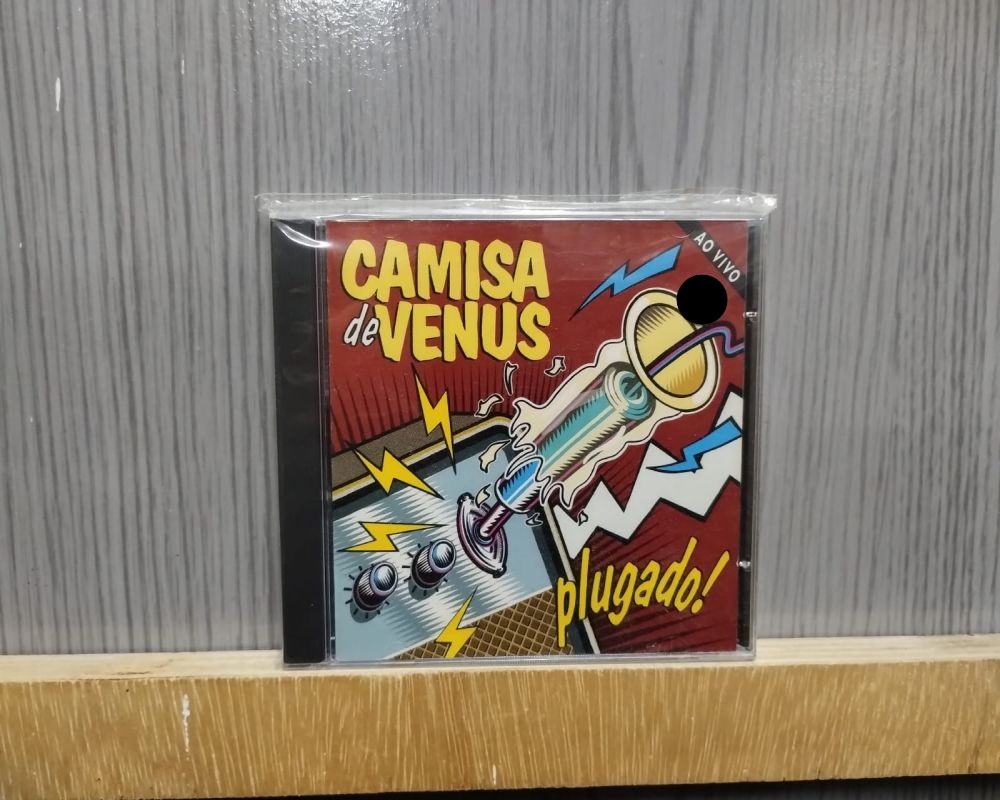 CAMISA
de VENUS
AO VIVO
plugado!